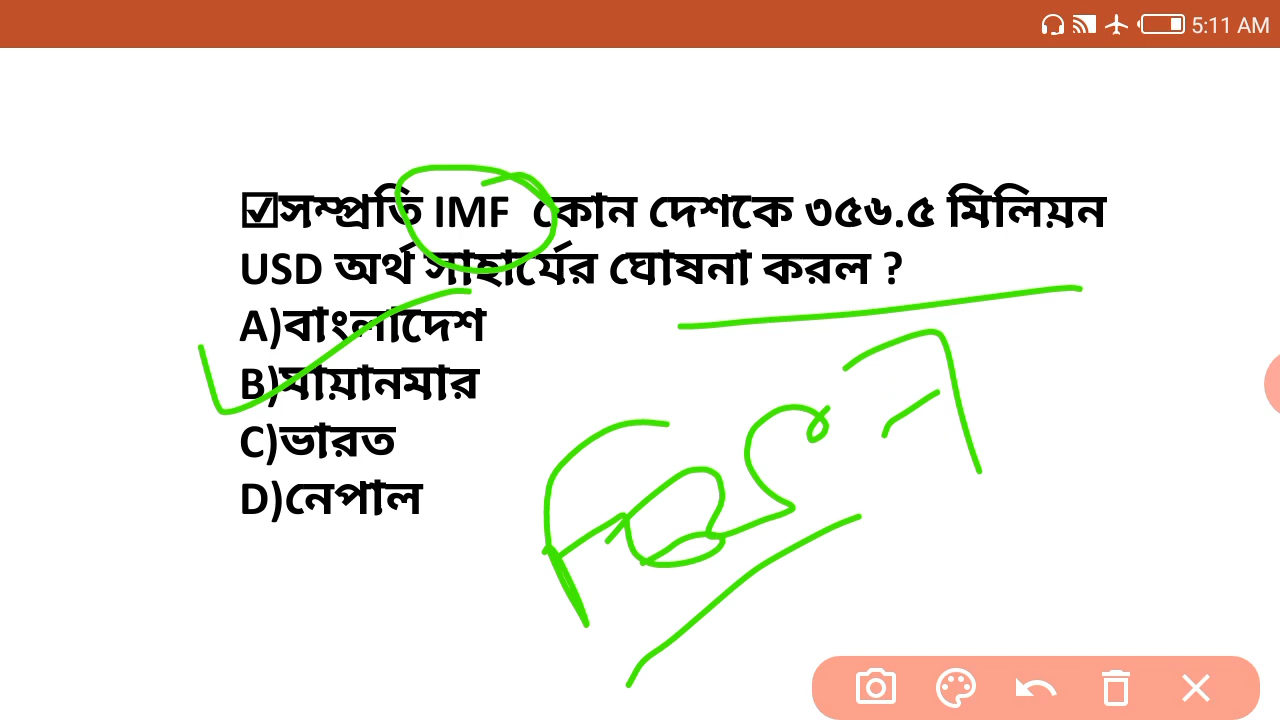 5:11 AM
☑সম্প্রতি IMF কোন দেশকে ৩৫৬.৫ মিলিয়ন
USD অর্থ সাহার্যের ঘোষনা করল ?
A)বাংলাদেশ
B)মায়ানমার
C)ভারত
D)নেপাল